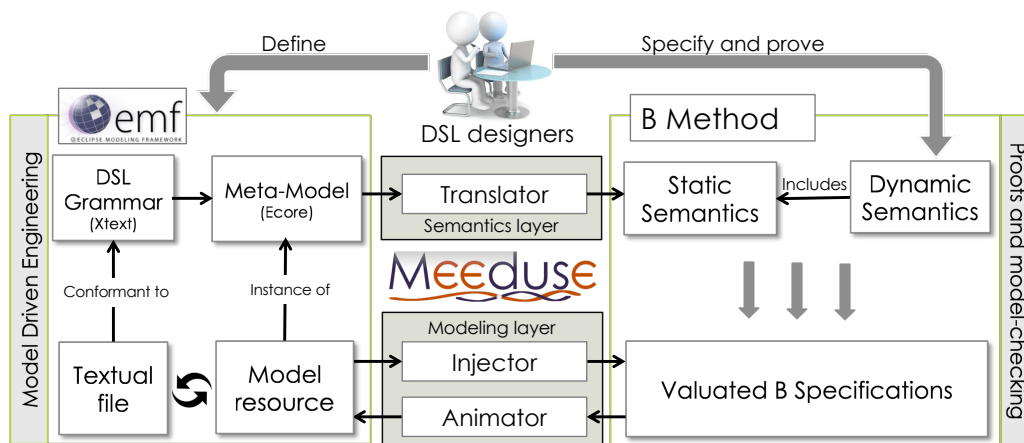 Define
Specify and prove
DSL designers
emf
ECLIPSE MODELING FRAMEWORK
B Method
Model Driven Engineering
DSL
Grammar
(Xtext)
Meta-Model
(Ecore)
Translator
Semantics layer
Static
Semantics
Includes
Dynamic
Semantics
Proots and model-checking
Conformant to
Instance of
Meeduse
Modeling layer
Textual
file
Model
resource
Injector
Animator
Valuated B Specifications